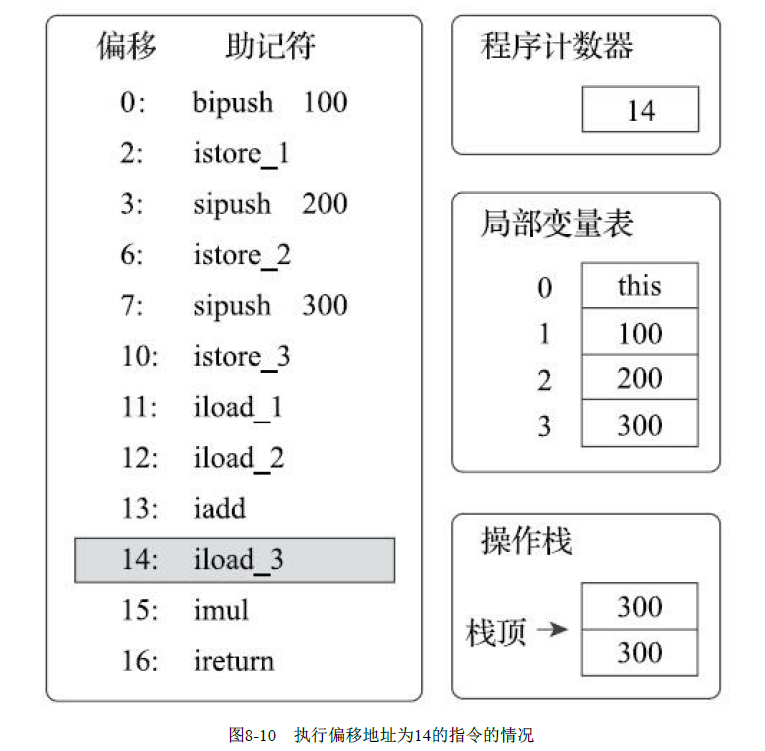 偏移 助记符
0: bipush 100
2: istore_1
3: sipush 200
6: istore_2
7: sipush 300
10: istore_3
11: iload_1
12: iload_2
13: iadd
14: iload_3
15: imul
16: ireturn
程序计数器
14
局部变量表
0 this
1 100
2 200
3 300
操作栈
300
栈顶
300
图8-10 执行偏移地址为14的指令的情况